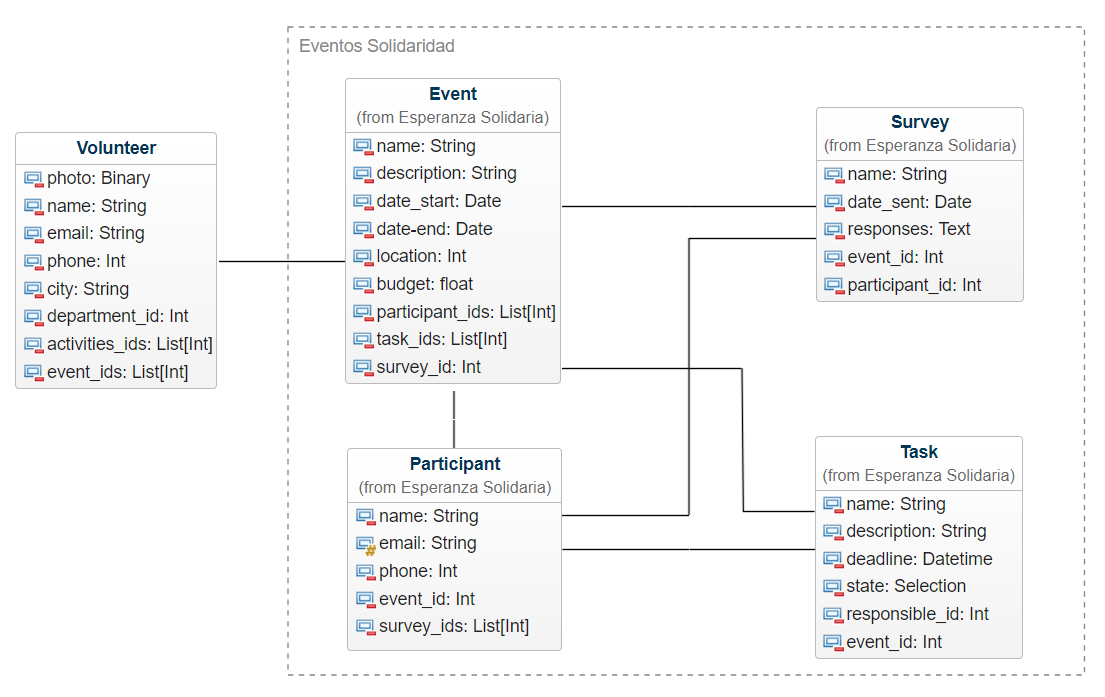 Eventos Solidaridad
Volunteer
photo: Binary
name: String
email: String
phone: Int
city: String
department_id: Int
activities_ids: List[Int]
event_ids: List[Int]
Event
(from Esperanza Solidaria)
name: String
description: String
date_start: Date
date-end: Date
location: Int
budget: float
participant_ids: List[Int]
task_ids: List[Int]
survey_id: Int
Survey
(from Esperanza Solidaria)
name: String
date_sent: Date
responses: Text
event_id: Int
participant_id: Int
Participant
(from Esperanza Solidaria)
name: String
email: String
phone: Int
event_id: Int
survey_ids: List[Int]
Task
(from Esperanza Solidaria)
name: String
description: String
deadline: Datetime
state: Selection
responsible_id: Int
event_id: Int